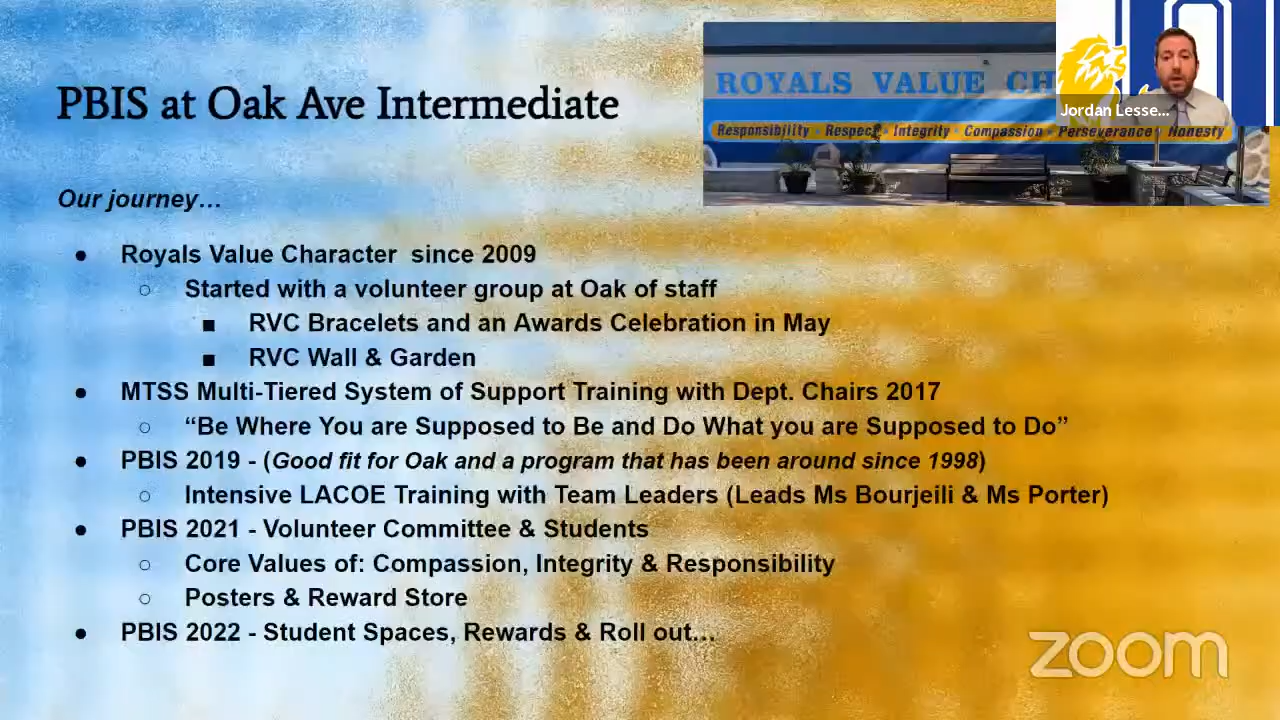 PBIS at Oak Ave Intermediate
ROYALS VALUE CH
Responsibility • Respect • Integrity • Compassion • Perseverance • Honesty
Jordan Lesse...
Our journey…
● Royals Value Character since 2009
○ Started with a volunteer group at Oak of staff
■ RVC Bracelets and an Awards Celebration in May
■ RVC Wall & Garden
● MTSS Multi-Tiered System of Support Training with Dept. Chairs 2017
○ “Be Where You are Supposed to Be and Do What you are Supposed to Do”
● PBIS 2019 - (Good fit for Oak and a program that has been around since 1998)
○ Intensive LACOE Training with Team Leaders (Leads Ms Bourjeili & Ms Porter)
● PBIS 2021 - Volunteer Committee & Students
○ Core Values of: Compassion, Integrity & Responsibility
○ Posters & Reward Store
● PBIS 2022 - Student Spaces, Rewards & Roll out…
zoom